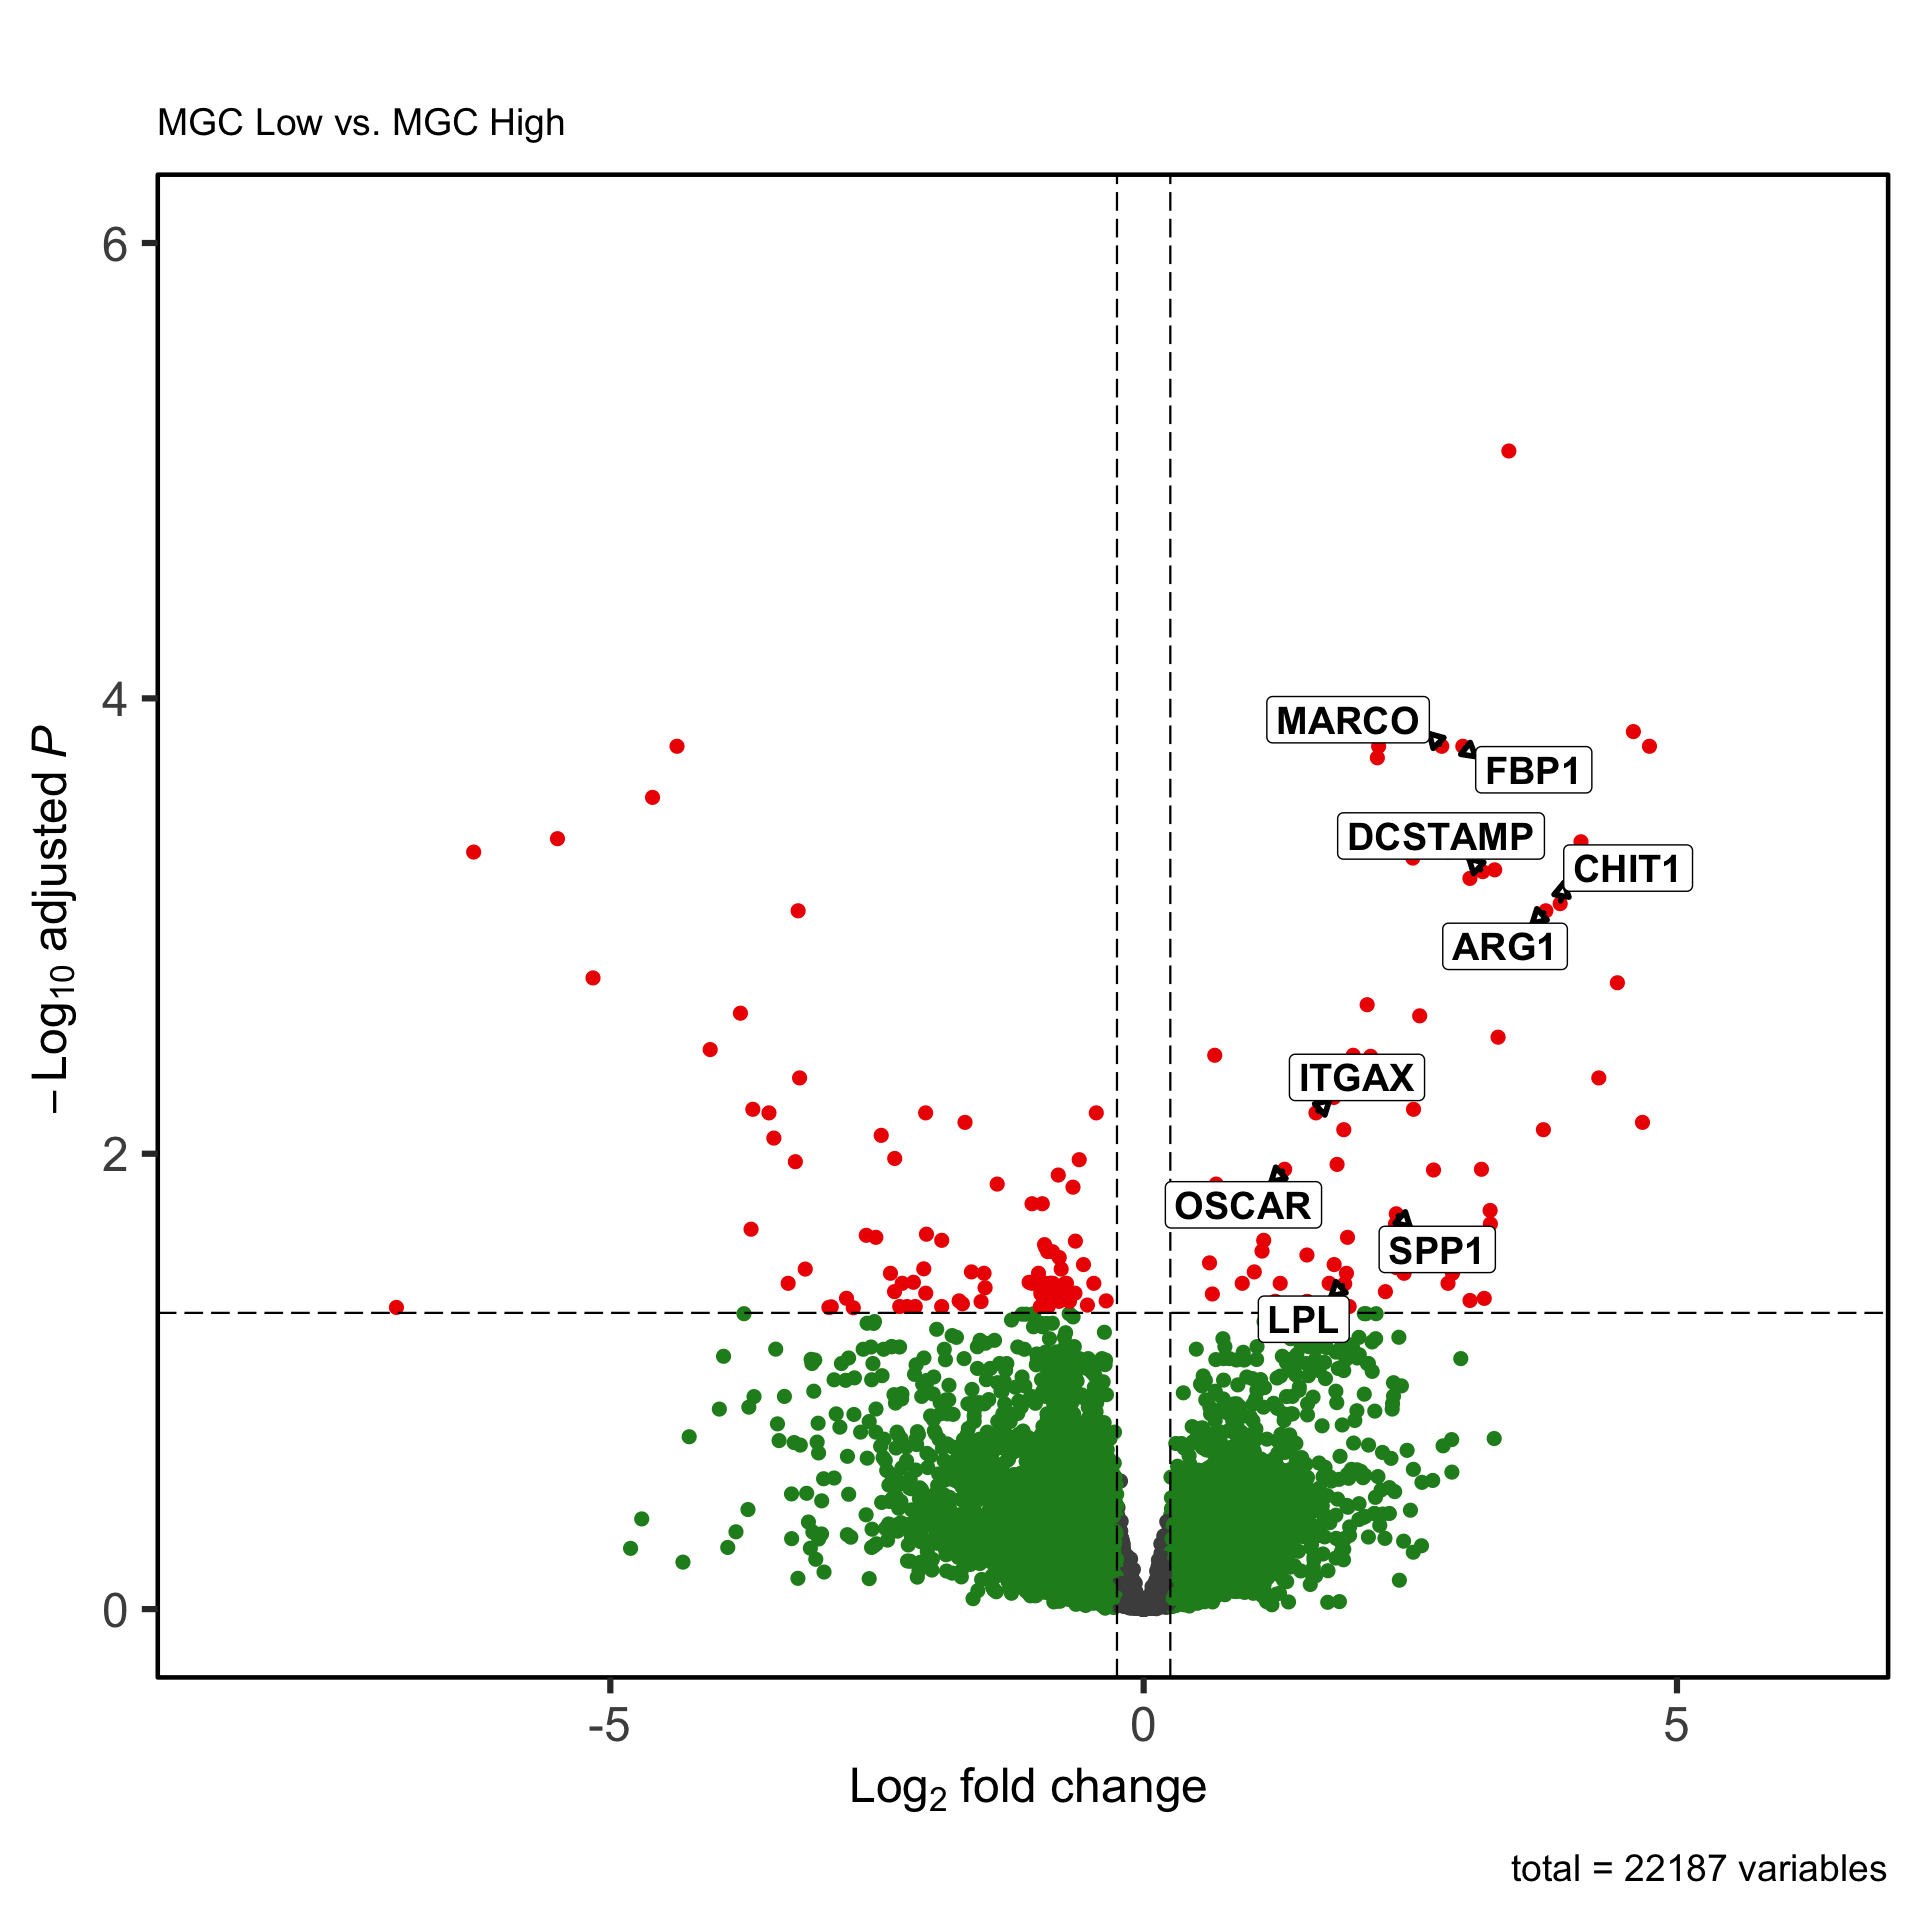 MGC Low vs. MGC High
6
4
2
0
− Log₁₀ adjusted P
MARCO
FBP1
DCSTAMP
CHIT1
ARG1
ITGAX
OSCAR
SPP1
LPL
-5 0 5
Log₂ fold change
total = 22187 variables